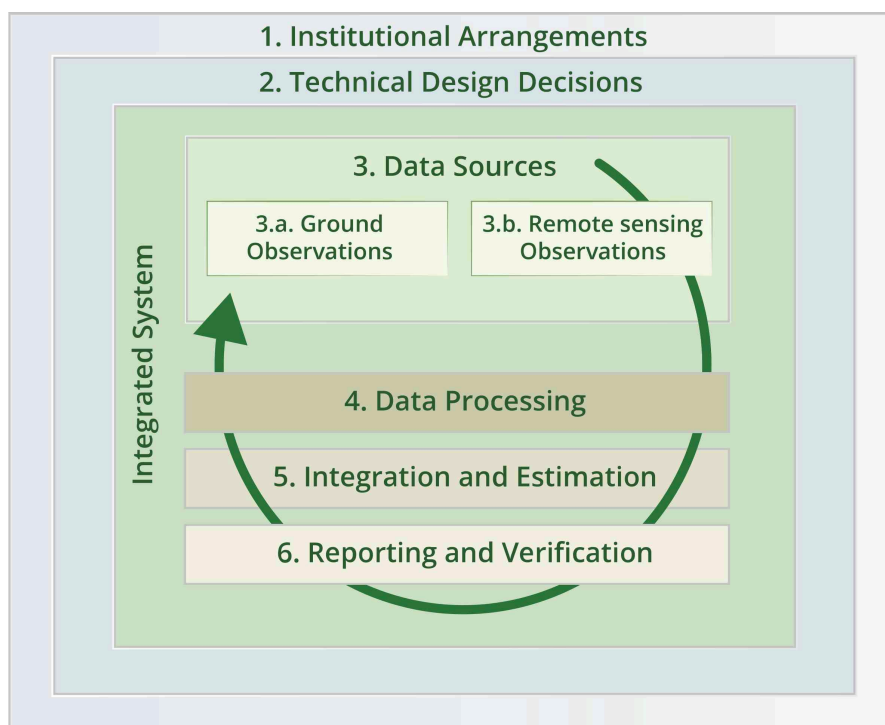 1. Institutional Arrangements
2. Technical Design Decisions
3. Data Sources
3.a. Ground
Observations
3.b. Remote sensing
Observations
Integrated System
4. Data Processing
5. Integration and Estimation
6. Reporting and Verification